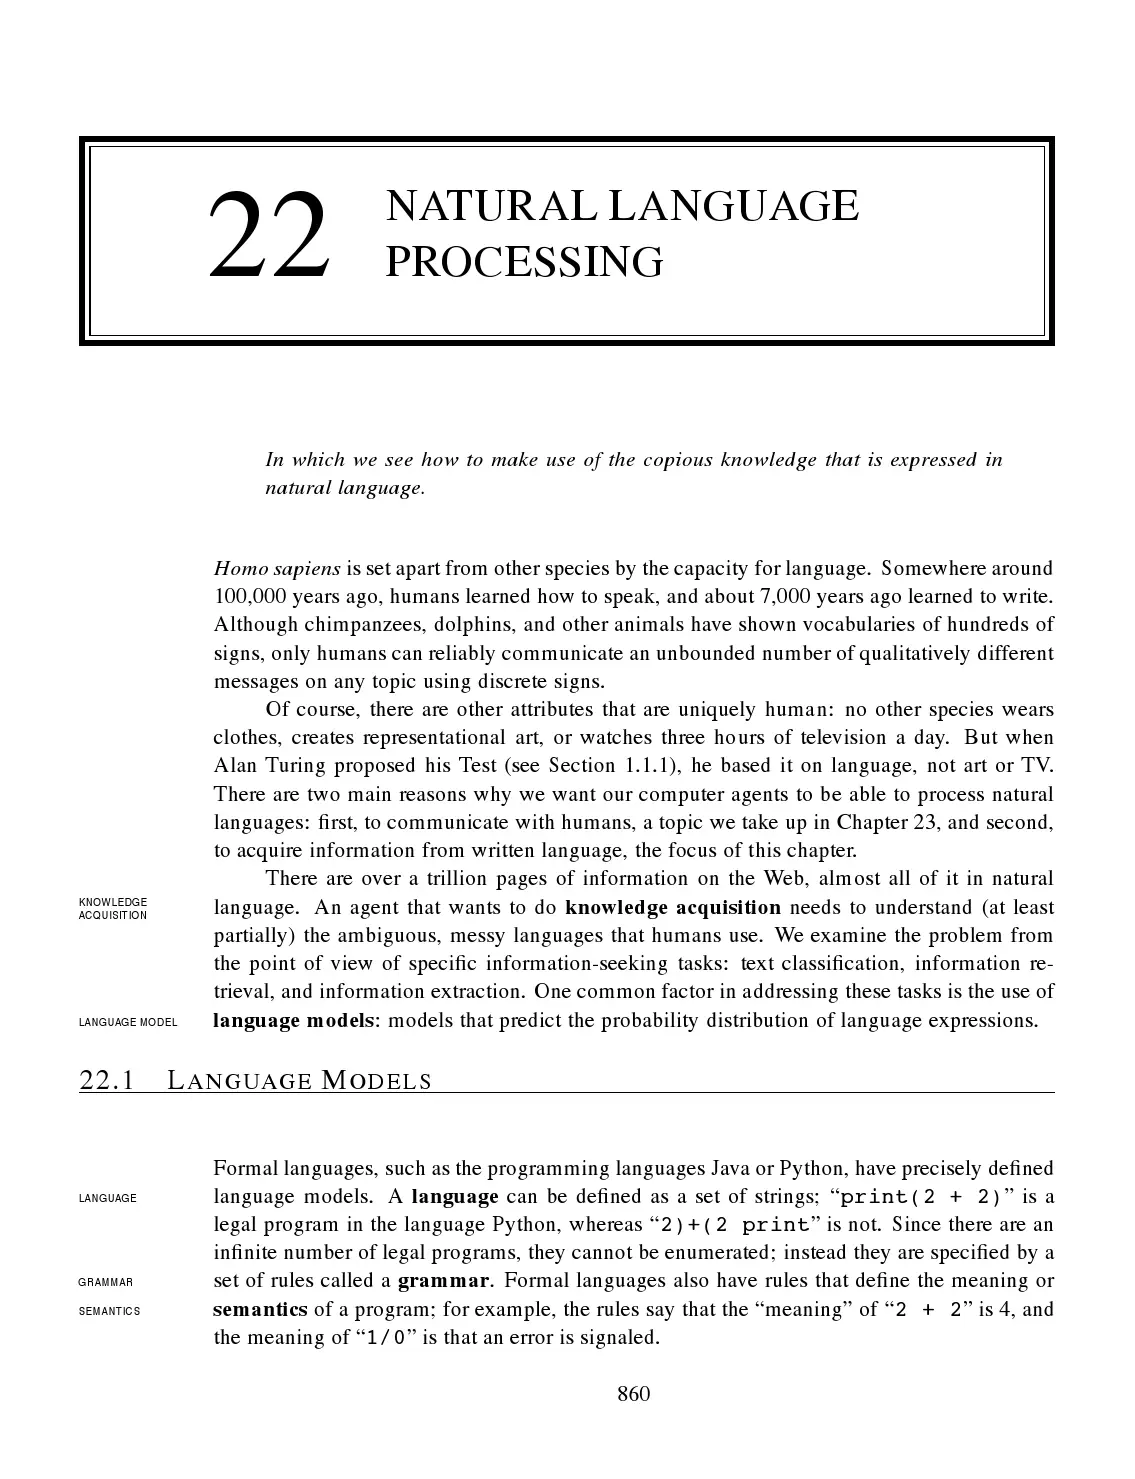 22
NATURAL LANGUAGE
PROCESSING
In which we see how to make use of the copious knowledge that is expressed in
natural language.
Homo sapiens is set apart from other species by the capacity for language. Somewhere around
100,000 years ago, humans learned how to speak, and about 7,000 years ago learned to write.
Although chimpanzees, dolphins, and other animals have shown vocabularies of hundreds of
signs, only humans can reliably communicate an unbounded number of qualitatively different
messages on any topic using discrete signs.
Of course, there are other attributes that are uniquely human: no other species wears
clothes, creates representational art, or watches three hours of television a day. But when
Alan Turing proposed his Test (see Section 1.1.1), he based it on language, not art or TV.
There are two main reasons why we want our computer agents to be able to process natural
languages: first, to communicate with humans, a topic we take up in Chapter 23, and second,
to acquire information from written language, the focus of this chapter.
There are over a trillion pages of information on the Web, almost all of it in natural
KNOWLEDGE
ACQUISITION
language. An agent that wants to do knowledge acquisition needs to understand (at least
partially) the ambiguous, messy languages that humans use. We examine the problem from
the point of view of specific information-seeking tasks: text classification, information re-
trieval, and information extraction. One common factor in addressing these tasks is the use of
LANGUAGE MODEL
language models: models that predict the probability distribution of language expressions.
22.1 LANGUAGE MODELS
Formal languages, such as the programming languages Java or Python, have precisely defined
LANGUAGE
language models. A language can be defined as a set of strings; “print(2 + 2)” is a
legal program in the language Python, whereas “2)+(2 print” is not. Since there are an
infinite number of legal programs, they cannot be enumerated; instead they are specified by a
GRAMMAR
set of rules called a grammar. Formal languages also have rules that define the meaning or
SEMANTICS
semantics of a program; for example, the rules say that the “meaning” of “2 + 2” is 4, and
the meaning of “1/0” is that an error is signaled.
860